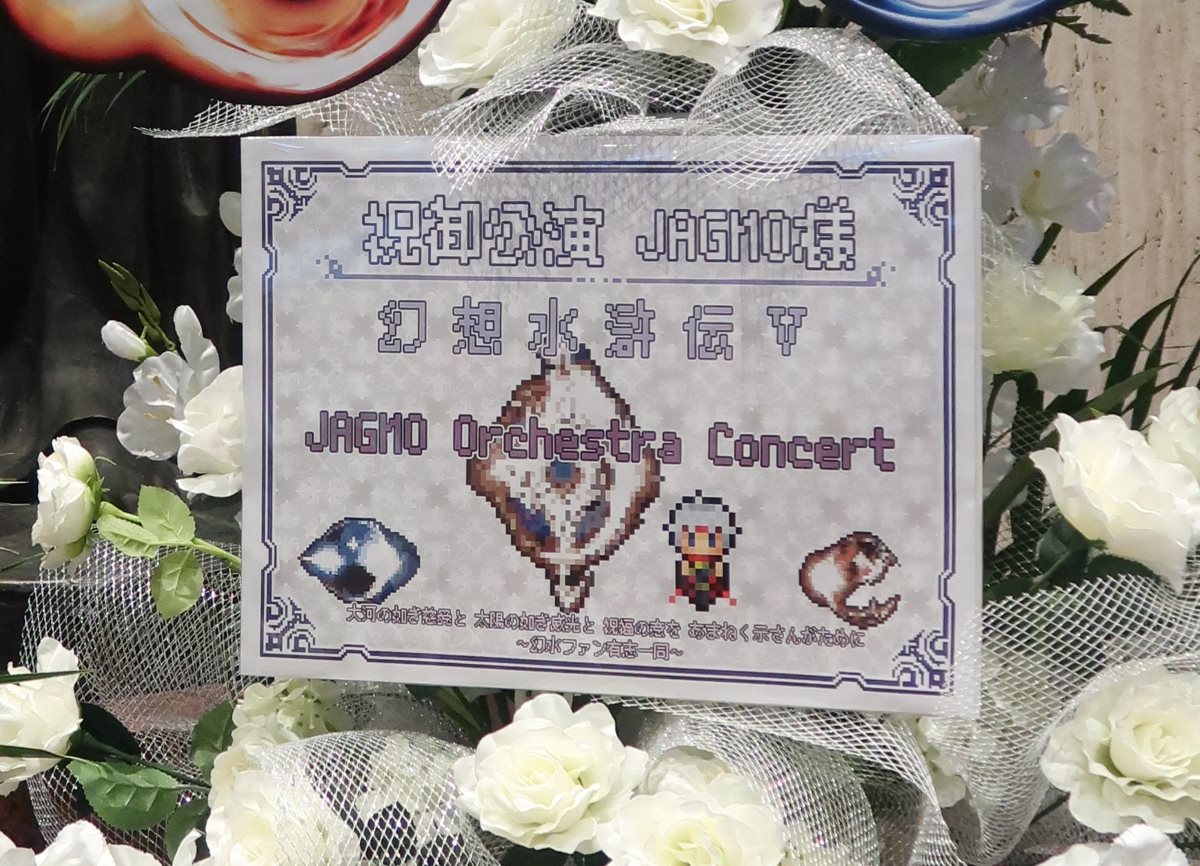 祝御公演 JAGMO様
幻想水滸伝V
JAGMO Orchestra Concert
大河の如き慈愛と 太陽の如き威光と 祝福の意を あまねく示さんがために
～幻水ファン有志一同～